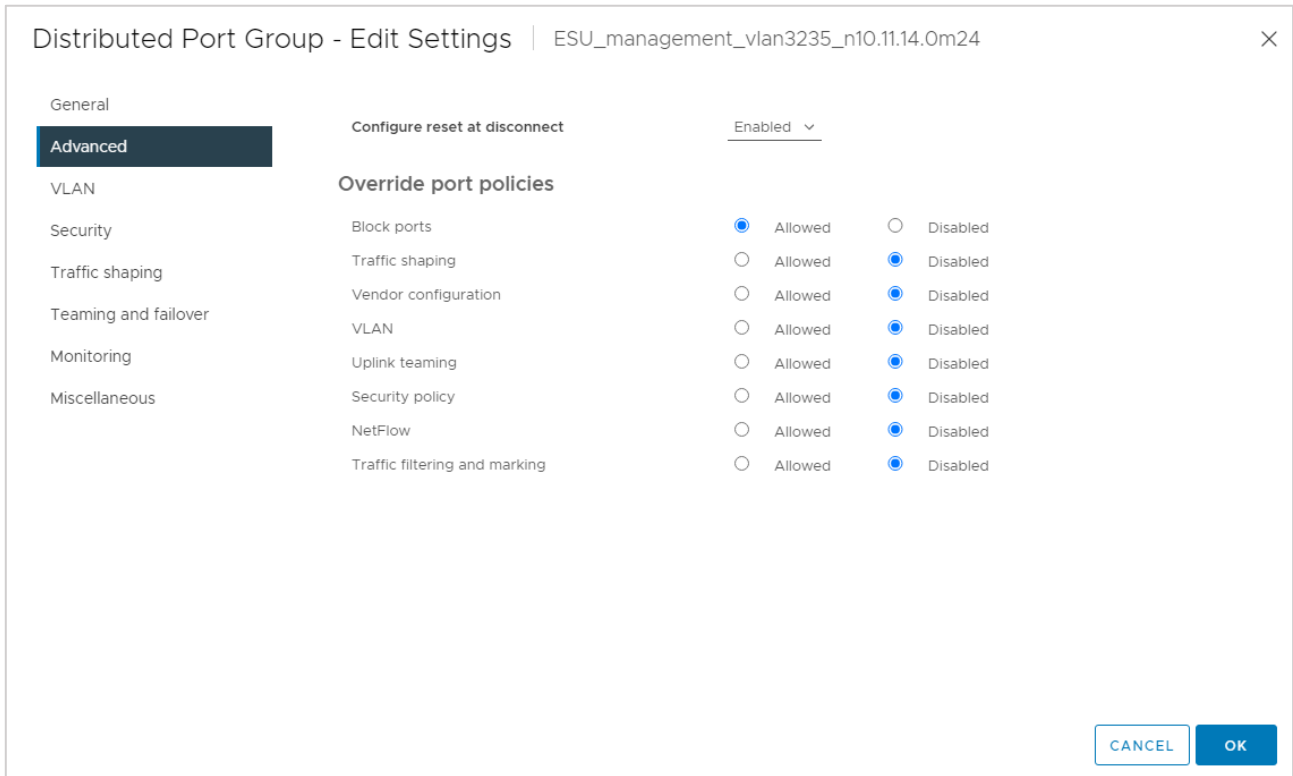 Distributed Port Group - Edit Settings ESU_management_vlan3235_n10.11.14.0m24
General
Advanced
VLAN
Security
Traffic shaping
Teaming and failover
Monitoring
Miscellaneous
Configure reset at disconnect Enabled
Override port policies
Block ports Allowed Disabled
Traffic shaping Allowed Disabled
Vendor configuration Allowed Disabled
VLAN Allowed Disabled
Uplink teaming Allowed Disabled
Security policy Allowed Disabled
NetFlow Allowed Disabled
Traffic filtering and marking Allowed Disabled
CANCEL OK